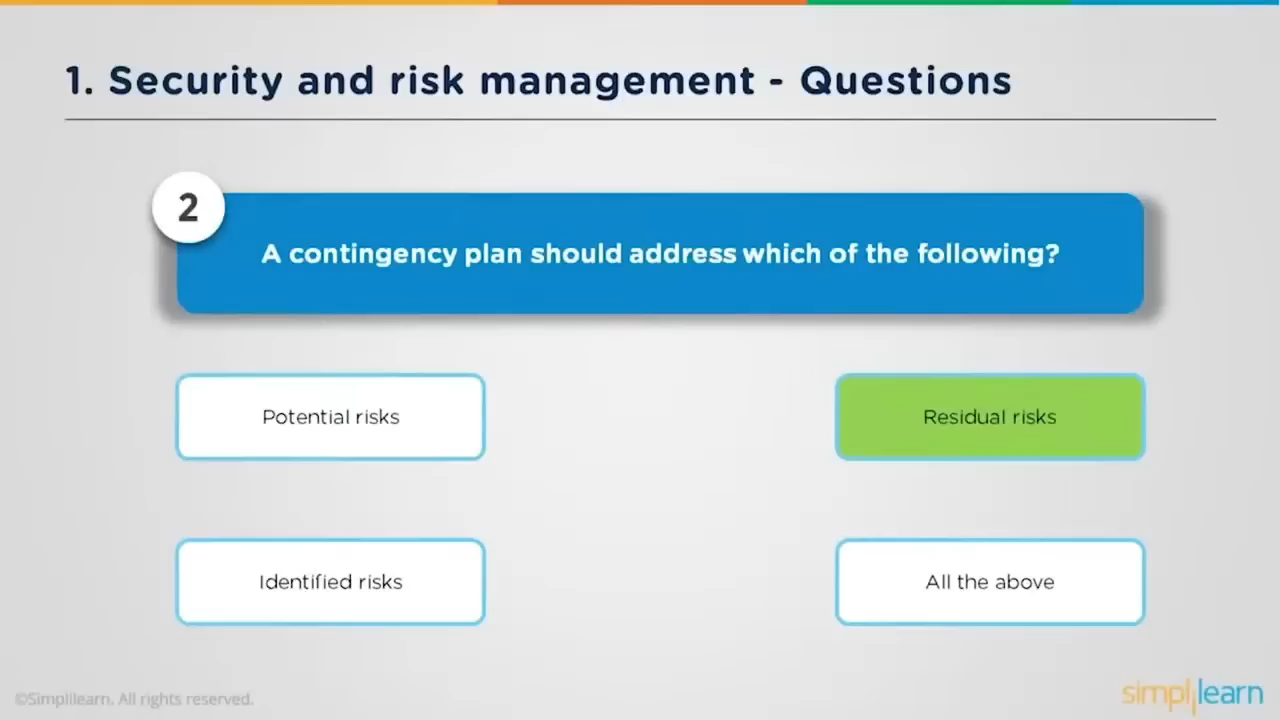 1. Security and risk management - Questions
2
A contingency plan should address which of the following?
Potential risks
Residual risks
Identified risks
All the above
©Simplilearn. All rights reserved.
simplilearn